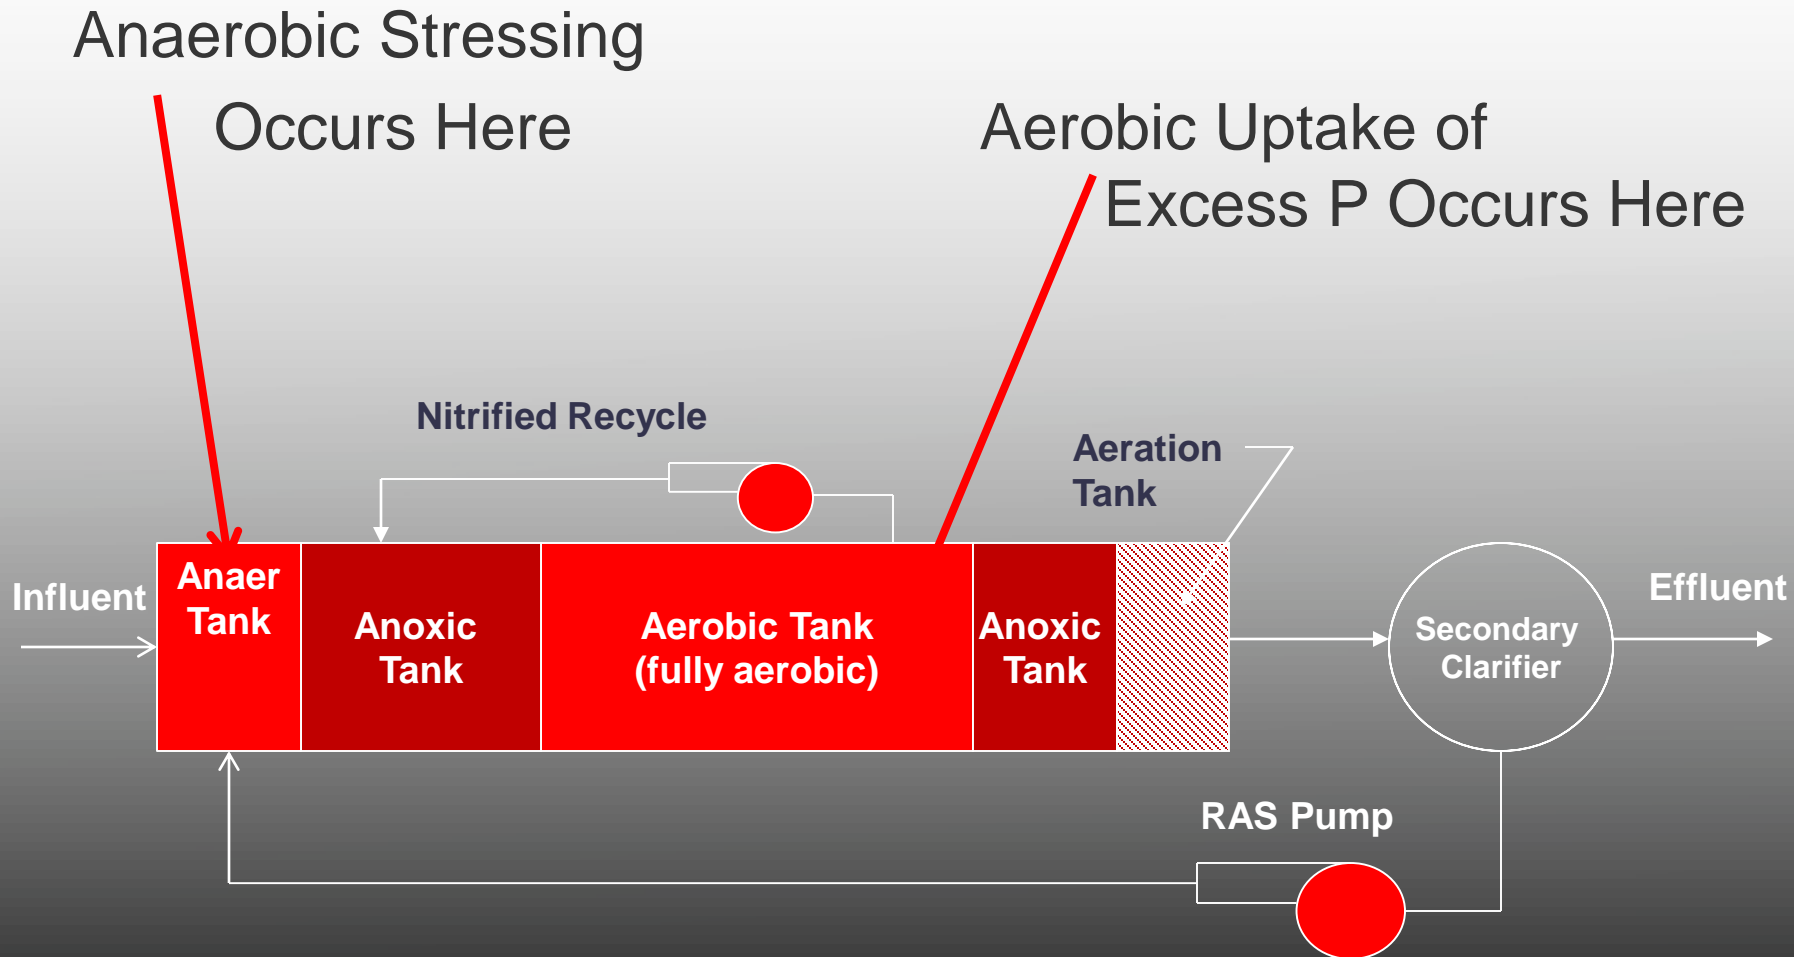 Anaerobic Stressing
Occurs Here
Aerobic Uptake of
Excess P Occurs Here
Nitrified Recycle
Aeration
Tank
Influent
Anaer
Tank
Anoxic
Tank
Aerobic Tank
(fully aerobic)
Anoxic
Tank
Secondary
Clarifier
Effluent
RAS Pump